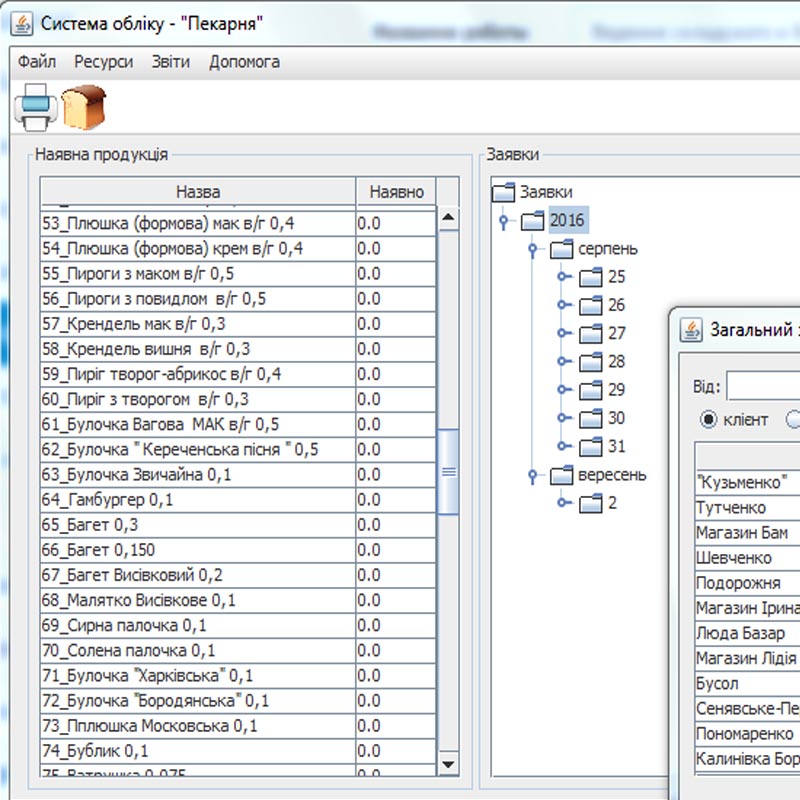 Система обліку - "Пекарня"
Файл Ресурси Звіти Допомога
Наявна продукція
Назва Наявно
53_Плюшка (формова) мак в/г 0,4 0.0
54_Плюшка (формова) крем в/г 0,4 0.0
55_Пироги з маком в/г 0,5 0.0
56_Пироги з повидлом в/г 0,5 0.0
57_Крендель мак в/г 0,3 0.0
58_Крендель вишня в/г 0,3 0.0
59_Пиріг творог-абрикос в/г 0,4 0.0
60_Пиріг з творогом в/г 0,3 0.0
61_Булочка Вагова МАК в/г 0,5 0.0
62_Булочка " Кереченська пісня " 0,5 0.0
63_Булочка Звичайна 0,1 0.0
64_Гамбургер 0,1 0.0
65_Багет 0,3 0.0
66_Багет 0,150 0.0
67_Багет Висівковий 0,2 0.0
68_Малятко Висівкове 0,1 0.0
69_Сирна палочка 0,1 0.0
70_Солена палочка 0,1 0.0
71_Булочка "Харківська" 0,1 0.0
72_Булочка "Бородянська" 0,1 0.0
73_Пплюшка Московська 0,1 0.0
74_Бублик 0,1 0.0
75_Ватрушка 0,075 0.0
Заявки
Заявки
2016
серпень
25
26
27
28
29
30
31
вересень
2
Загальний
Від:
клієнт
"Кузьменко"
Тутченко
Магазин Бам
Шевченко
Подорожня
Магазин Ірина
Люда Базар
Магазин Лідія
Бусол
Сенявське-Пе
Пономаренко
Калинівка Бор